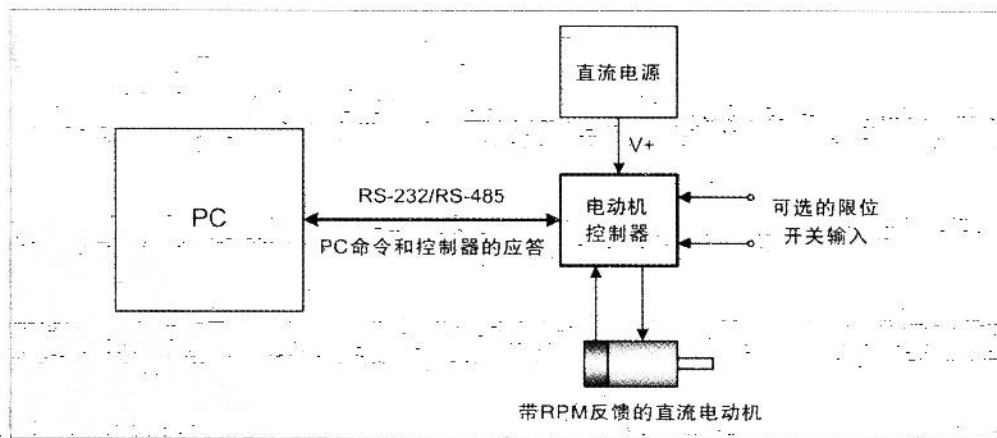 直流电源
V+
PC
RS-232/RS-485
PC命令和控制器的应答
电动机
控制器
可选的限位
开关输入
带RPM反馈的直流电动机